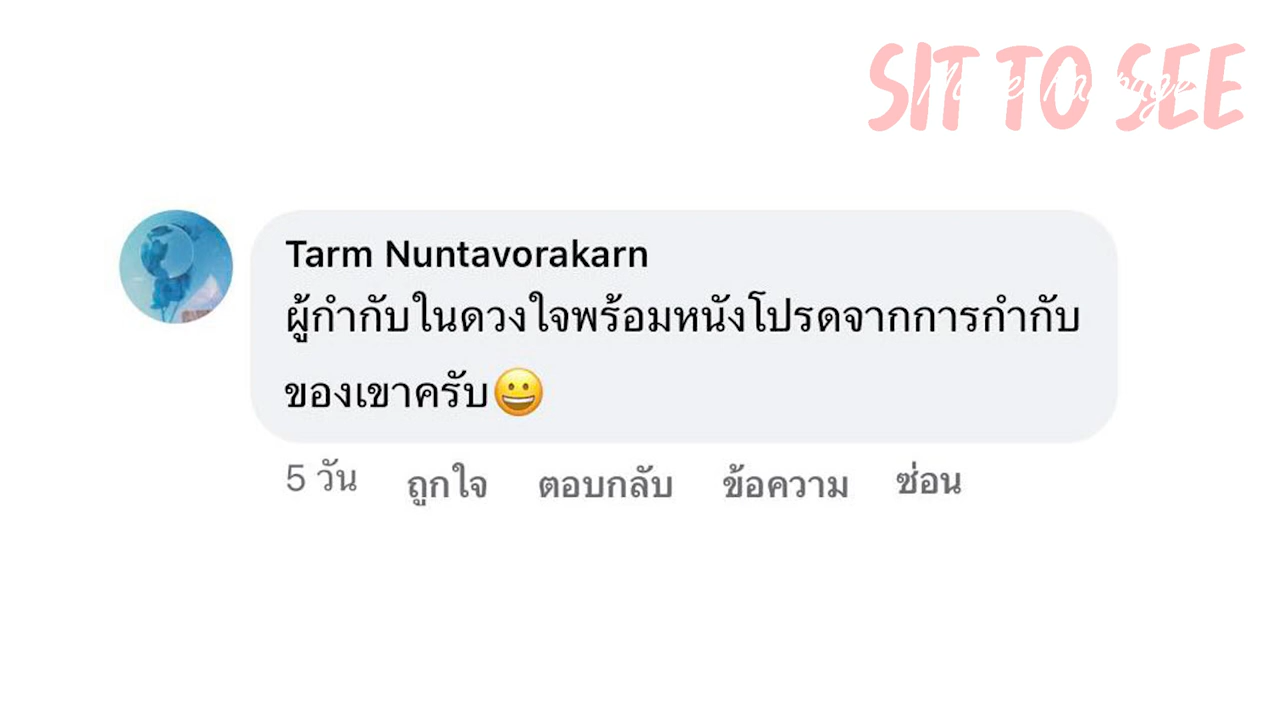 SIT TO SEE
Tarm Nuntavorakarn
ผู้กำกับในดวงใจพร้อมหนังโปรดจากการกำกับ
ของเขาครับ😀
5 วัน ถูกใจ ตอบกลับ ข้อความ ซ่อน